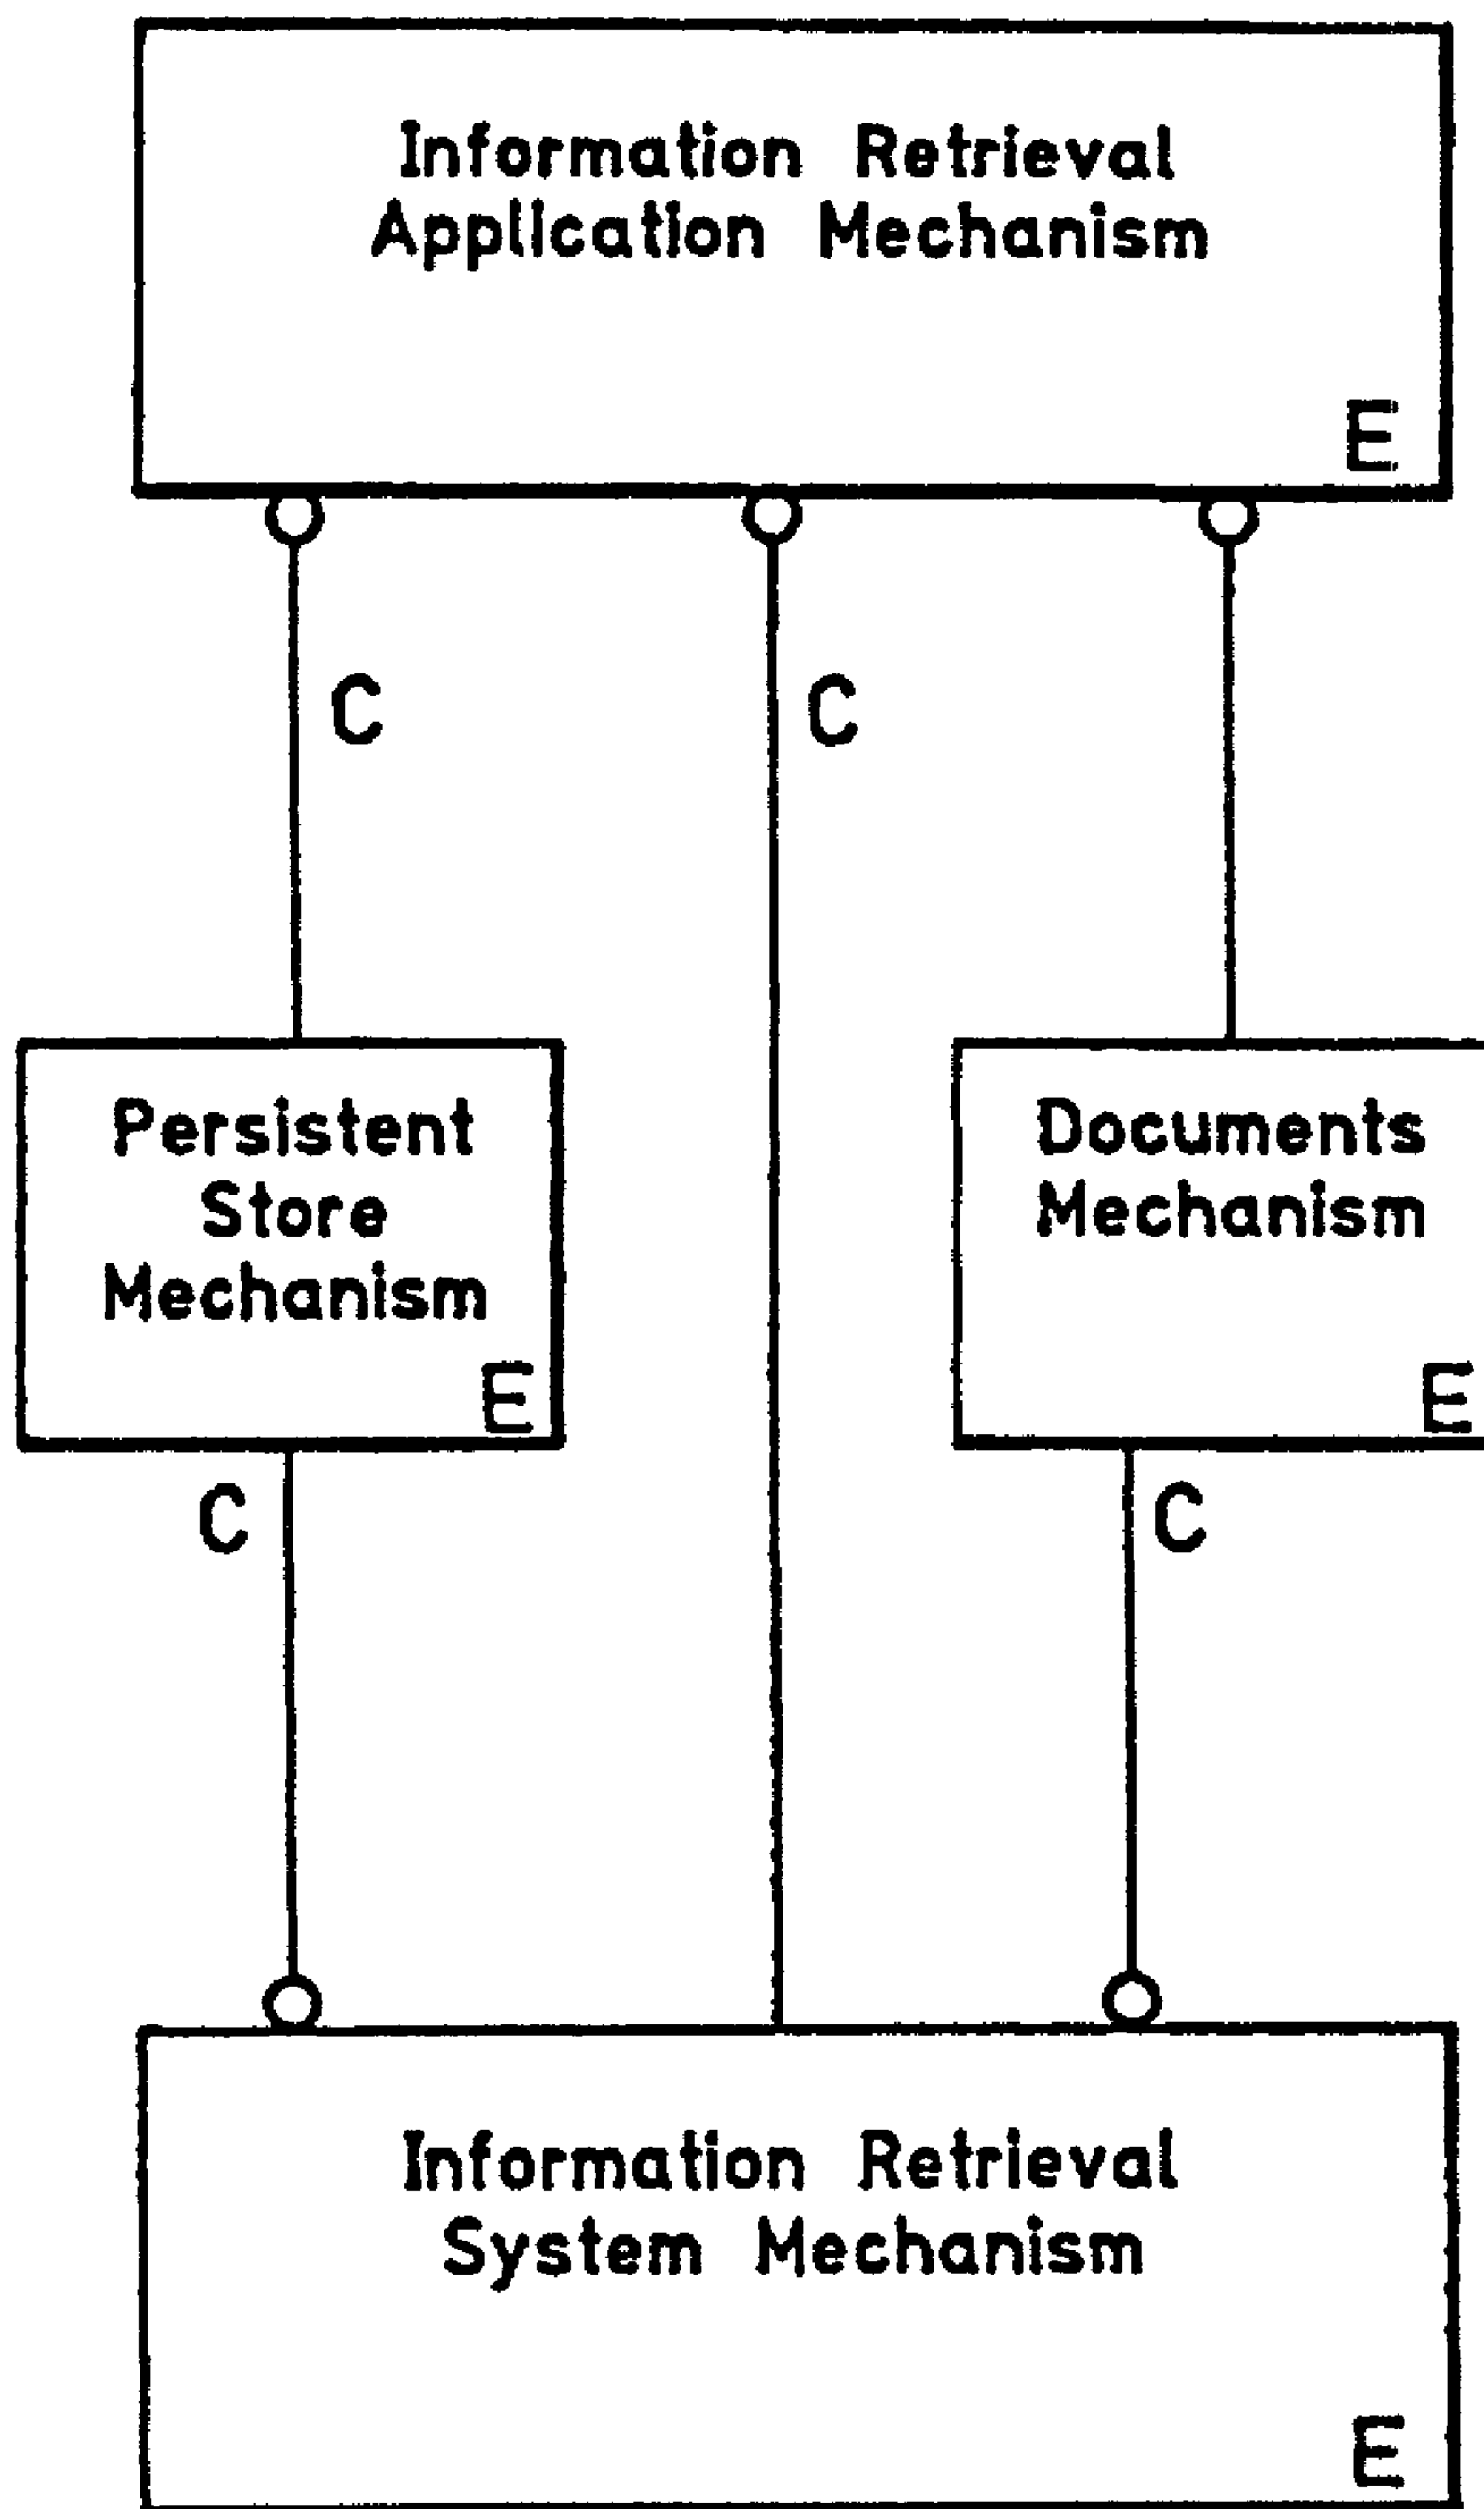 Information Retrieval
Application Mechanism
E
C
C
Persistent
Store
Mechanism
E
Documents
Mechanism
E
C
C
Information Retrieval
System Mechanism
E